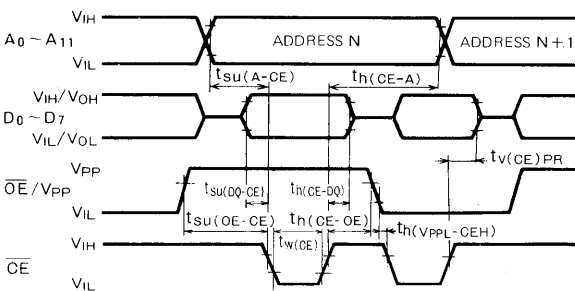 VIH
A0~A11
VIL
ADDRESS N
ADDRESS N+1
tsu(A-CE)
th(CE-A)
VIH/VOH
D0~D7
VIL/VOL
tv(CE)PR
VPP
O̅E̅/VPP
VIL
tsu(DQ-CE)
th(CE-DQ)
tsu(OE-CE)
th(CE-OE)
th(VPPL-CEH)
VIH
C̅E̅
VIL
tw(CE)